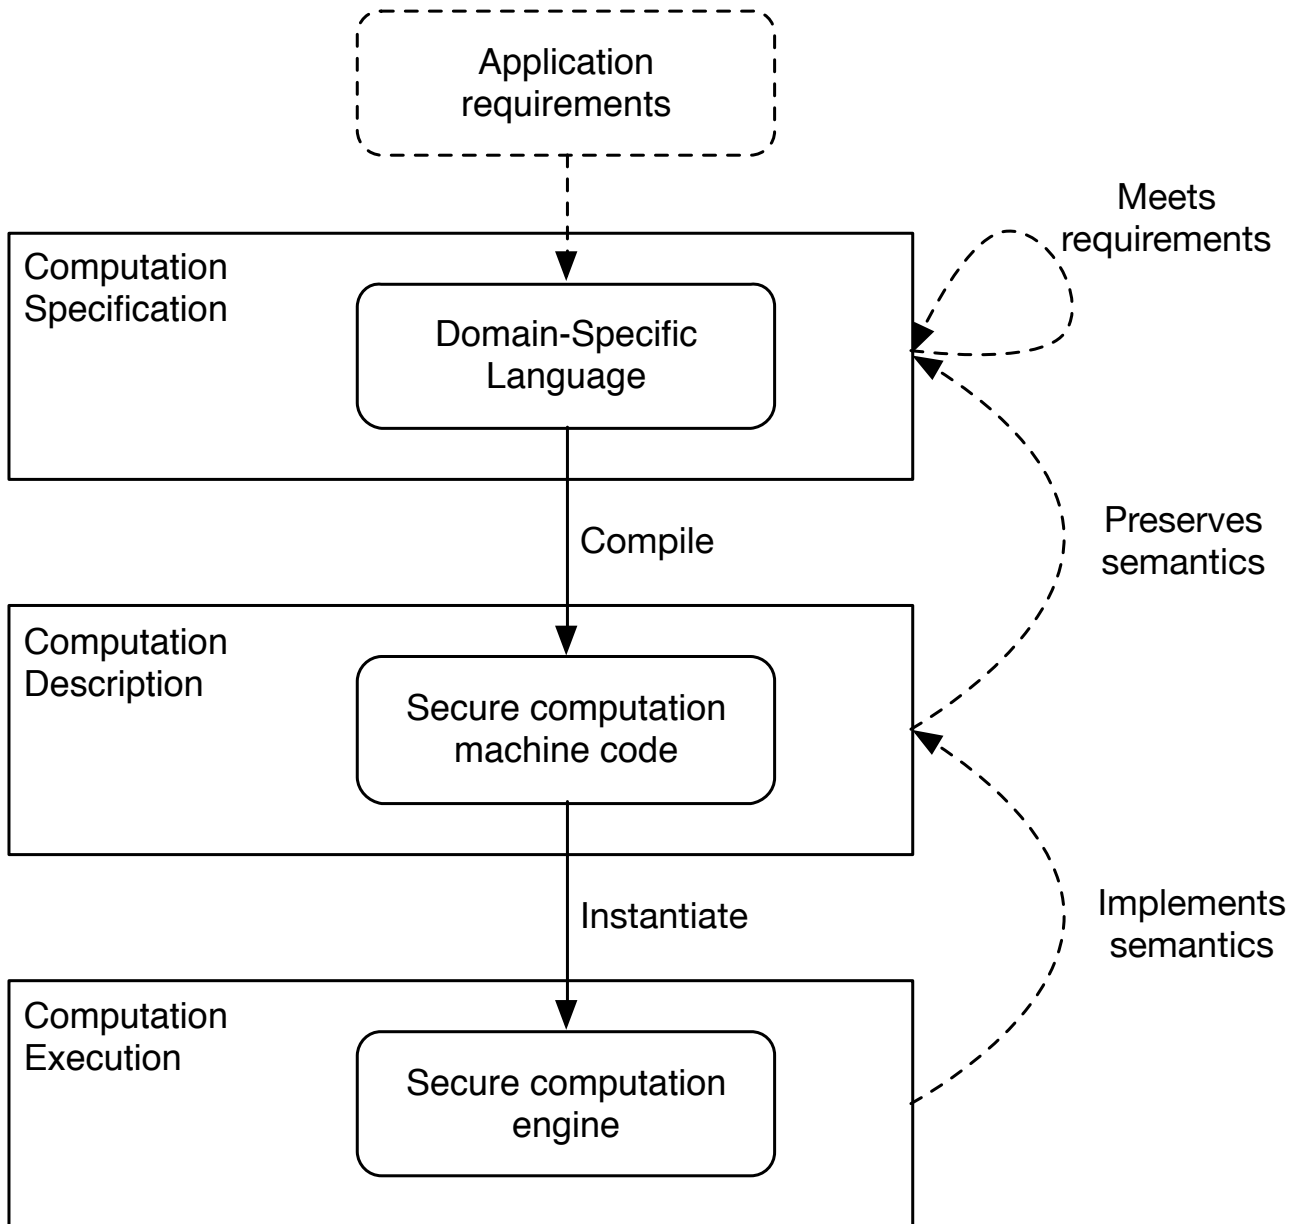 Application
requirements
Meets
requirements
Computation
Specification
Domain-Specific
Language
Compile
Preserves
semantics
Computation
Description
Secure computation
machine code
Instantiate
Implements
semantics
Computation
Execution
Secure computation
engine